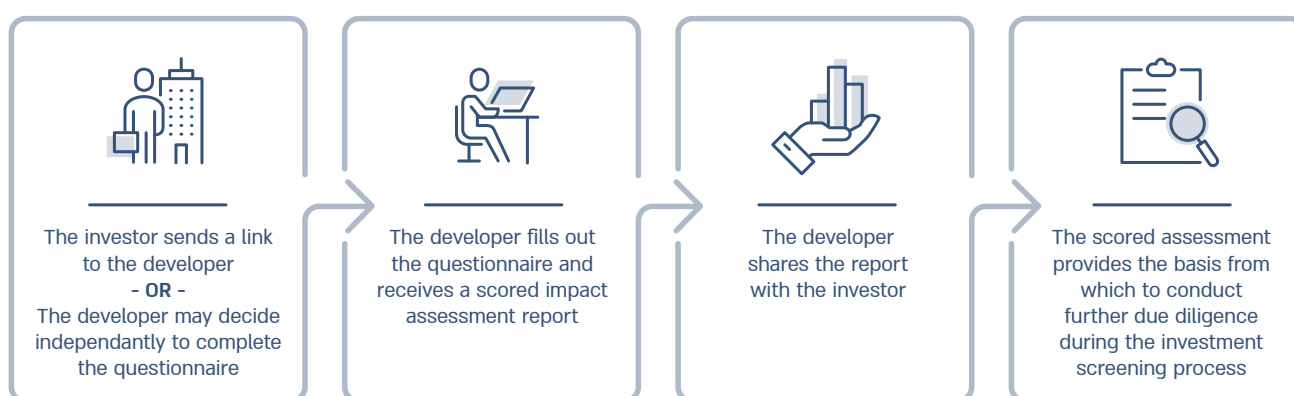 The investor sends a link
to the developer
- OR -
The developer may decide
independantly to complete
the questionnaire
The developer fills out
the questionnaire and
receives a scored impact
assessment report
The developer
shares the report
with the investor
The scored assessment
provides the basis from
which to conduct
further due diligence
during the investment
screening process